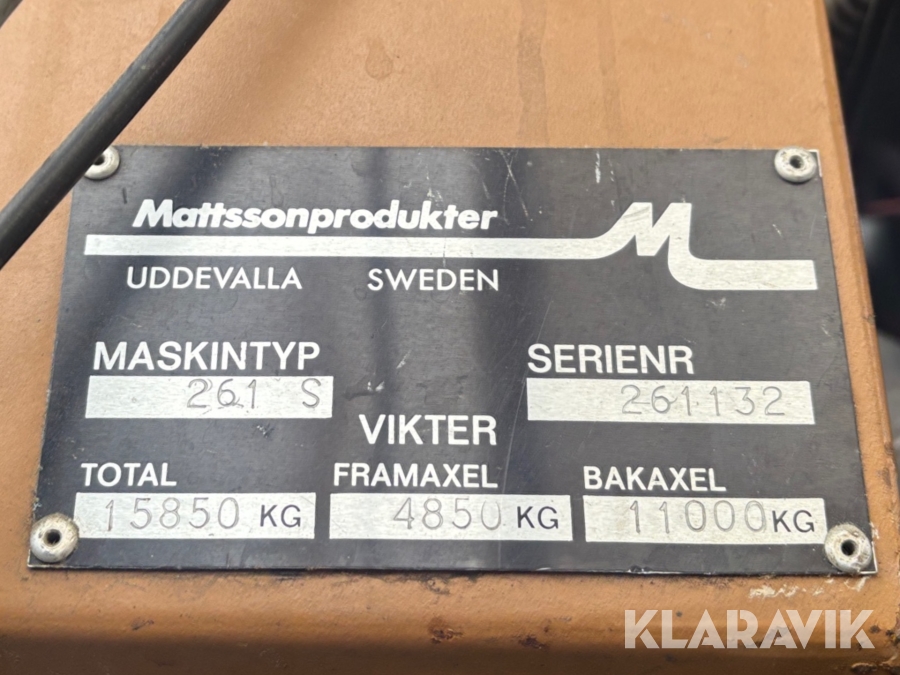 Mattssonprodukter
UDDEVALLA SWEDEN
MASKINTYP SERIENR
261 S 261132
VIKTER
TOTAL FRAMAXEL BAKAXEL
15850 KG 4850 KG 11000 KG
KLARAVIK